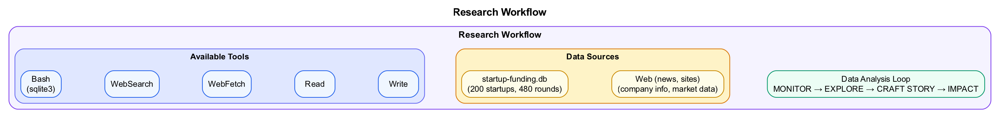 Research Workflow
Research Workflow
Available Tools
Bash
(sqlite3)
WebSearch
WebFetch
Read
Write
Data Sources
startup-funding.db
(200 startups, 480 rounds)
Web (news, sites)
(company info, market data)
Data Analysis Loop
MONITOR → EXPLORE → CRAFT STORY → IMPACT